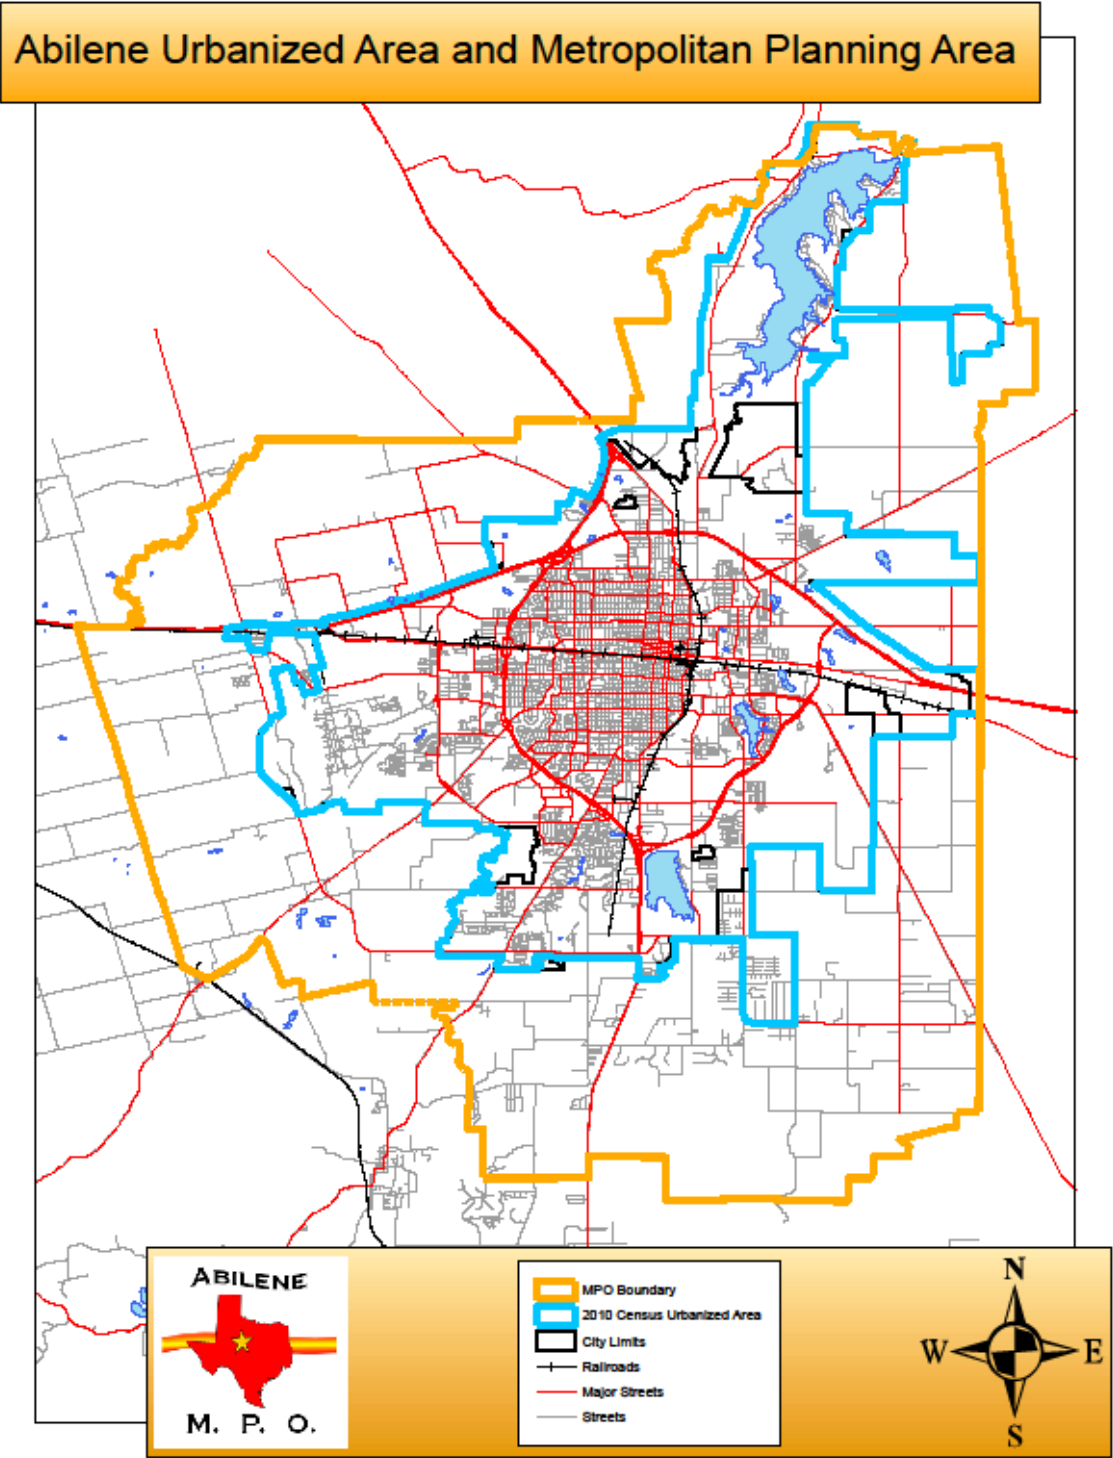 Abilene Urbanized Area and Metropolitan Planning Area
ABILENE
M. P. O.
MPO Boundary
2010 Census Urbanized Area
City Limits
Railroads
Major Streets
Streets
N
W
E
S